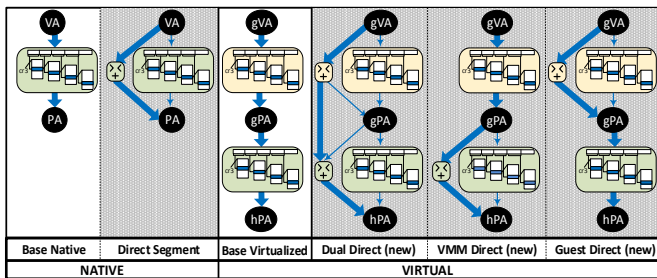 VA VA gVA gVA gVA gVA
cr3 > < + cr3 cr3 > < + cr3 cr3 > < + cr3
PA PA gPA gPA gPA gPA
cr3 > < + cr3 > < + cr3 cr3
hPA hPA hPA hPA
Base Native Direct Segment Base Virtualized Dual Direct (new) VMM Direct (new) Guest Direct (new)
NATIVE VIRTUAL